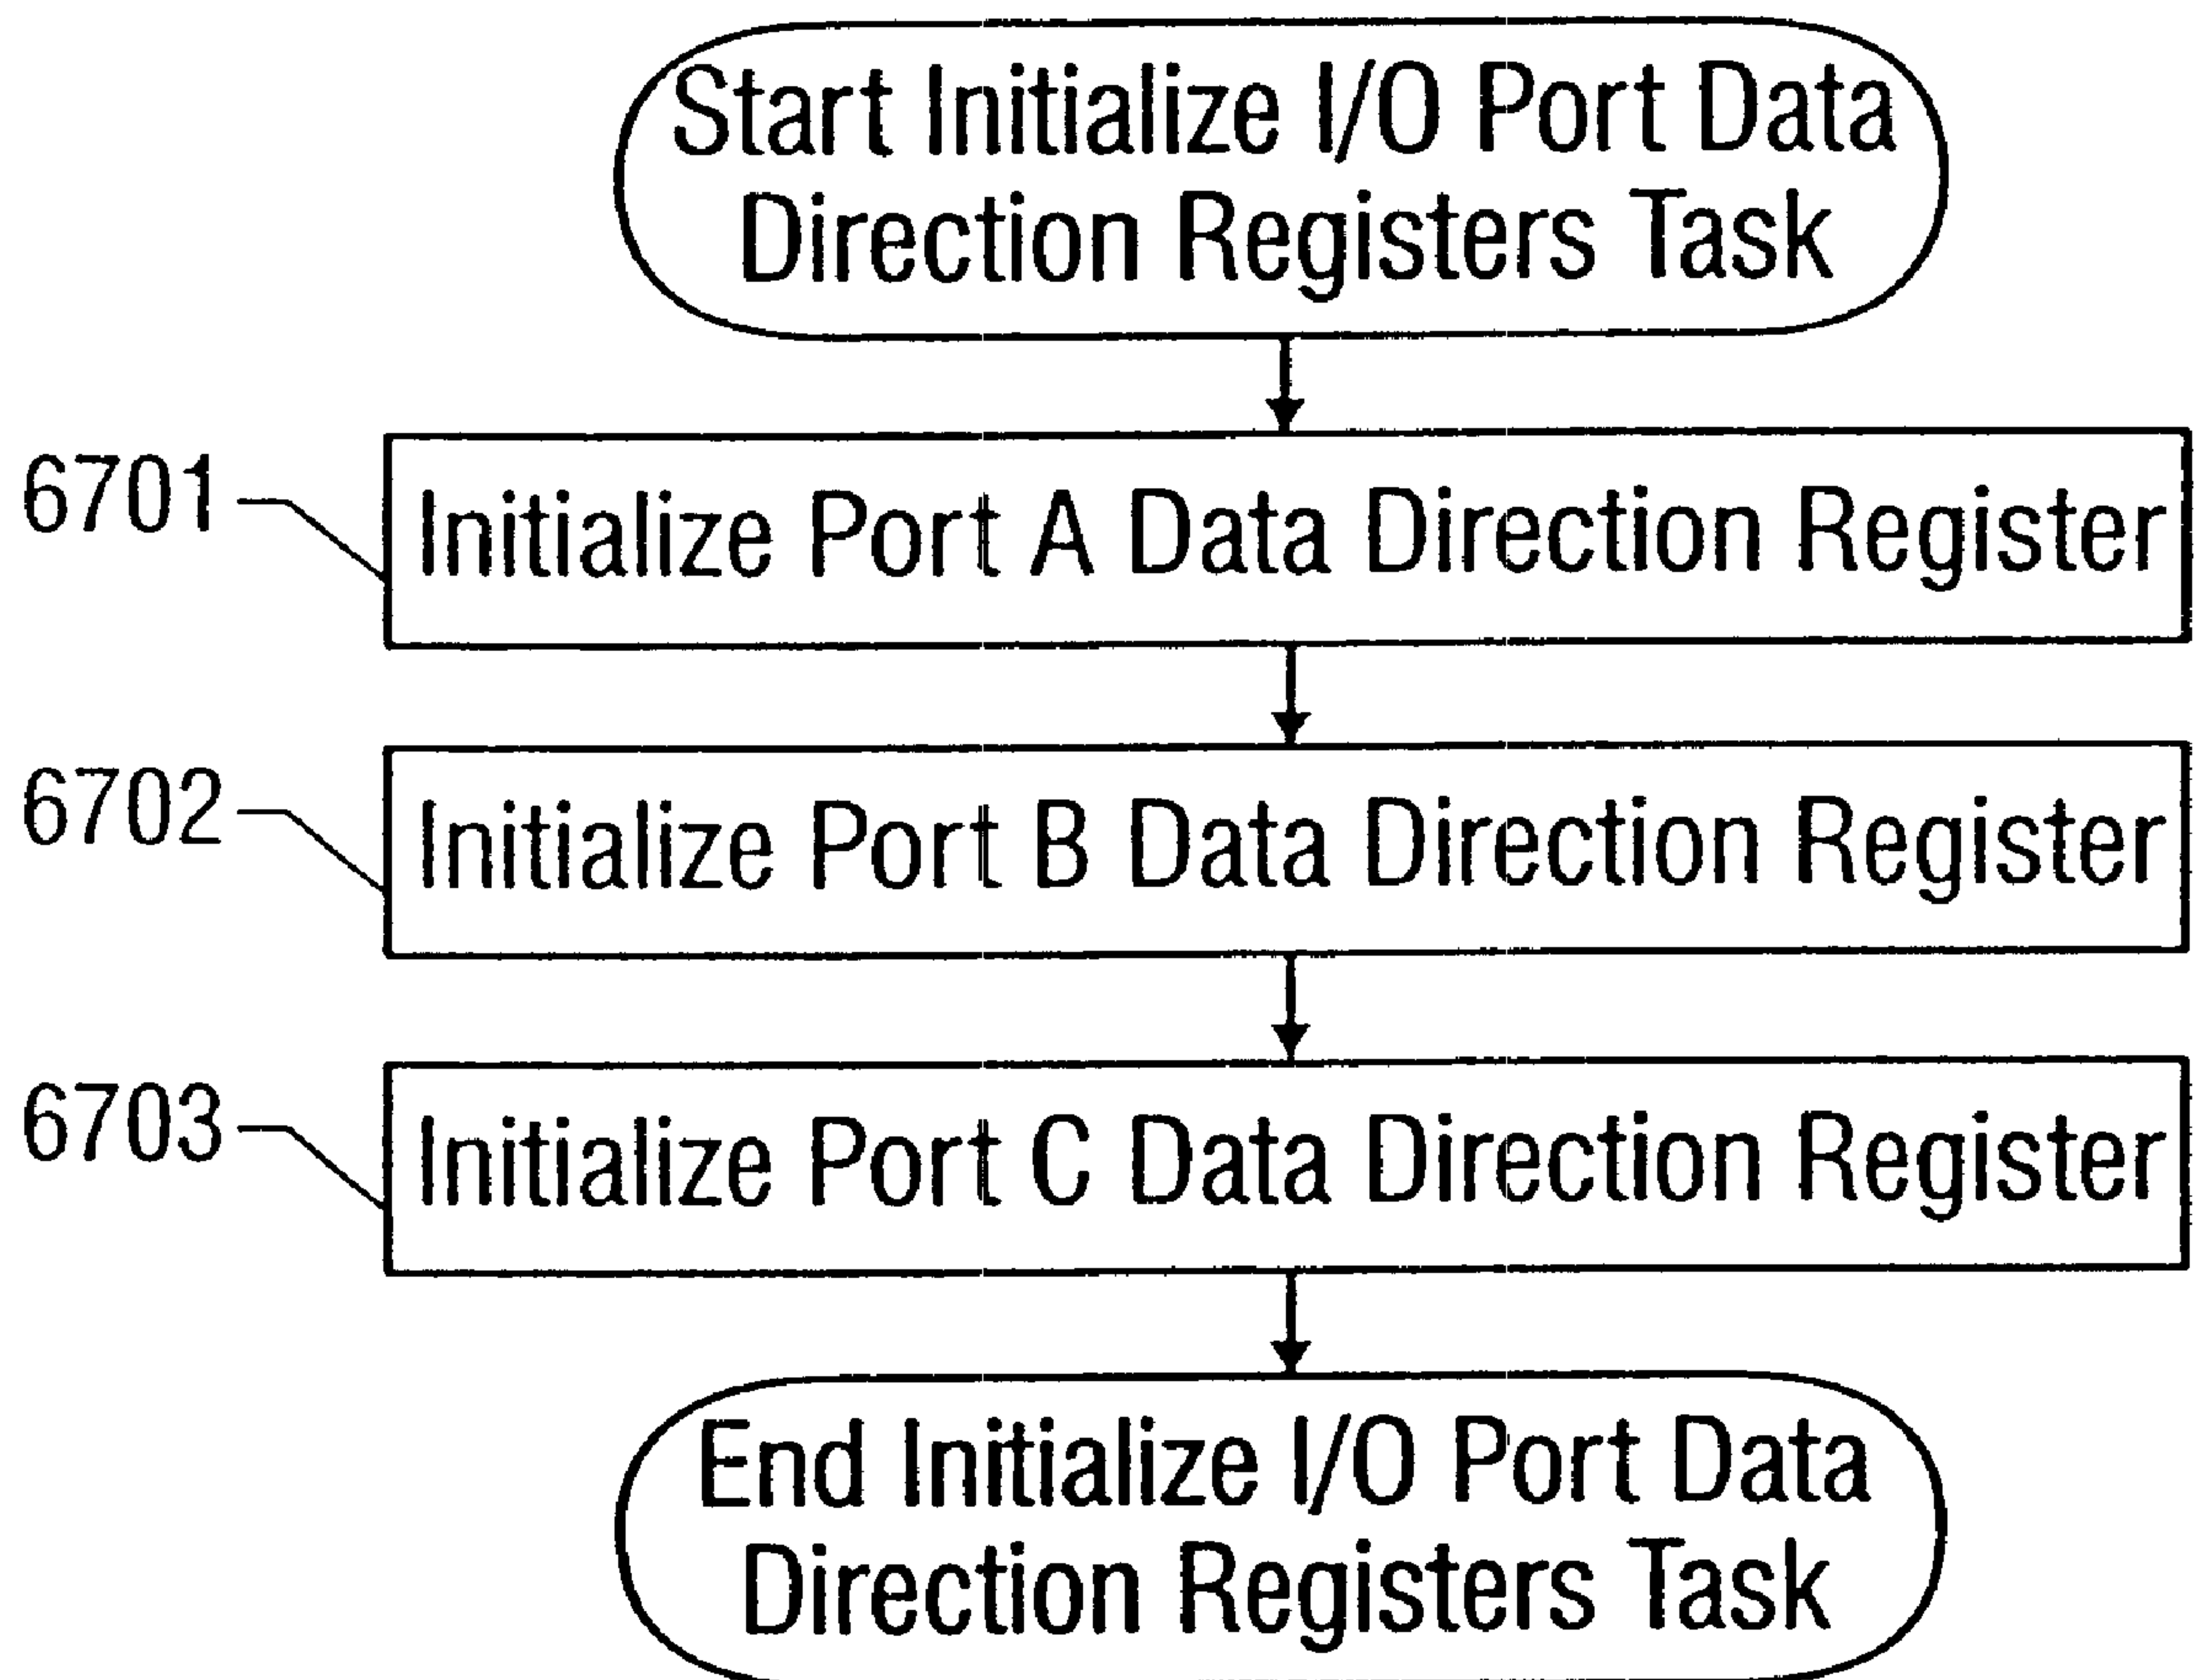 Start Initialize I/O Port Data
Direction Registers Task
6701
Initialize Port A Data Direction Register
6702
Initialize Port B Data Direction Register
6703
Initialize Port C Data Direction Register
End Initialize I/O Port Data
Direction Registers Task